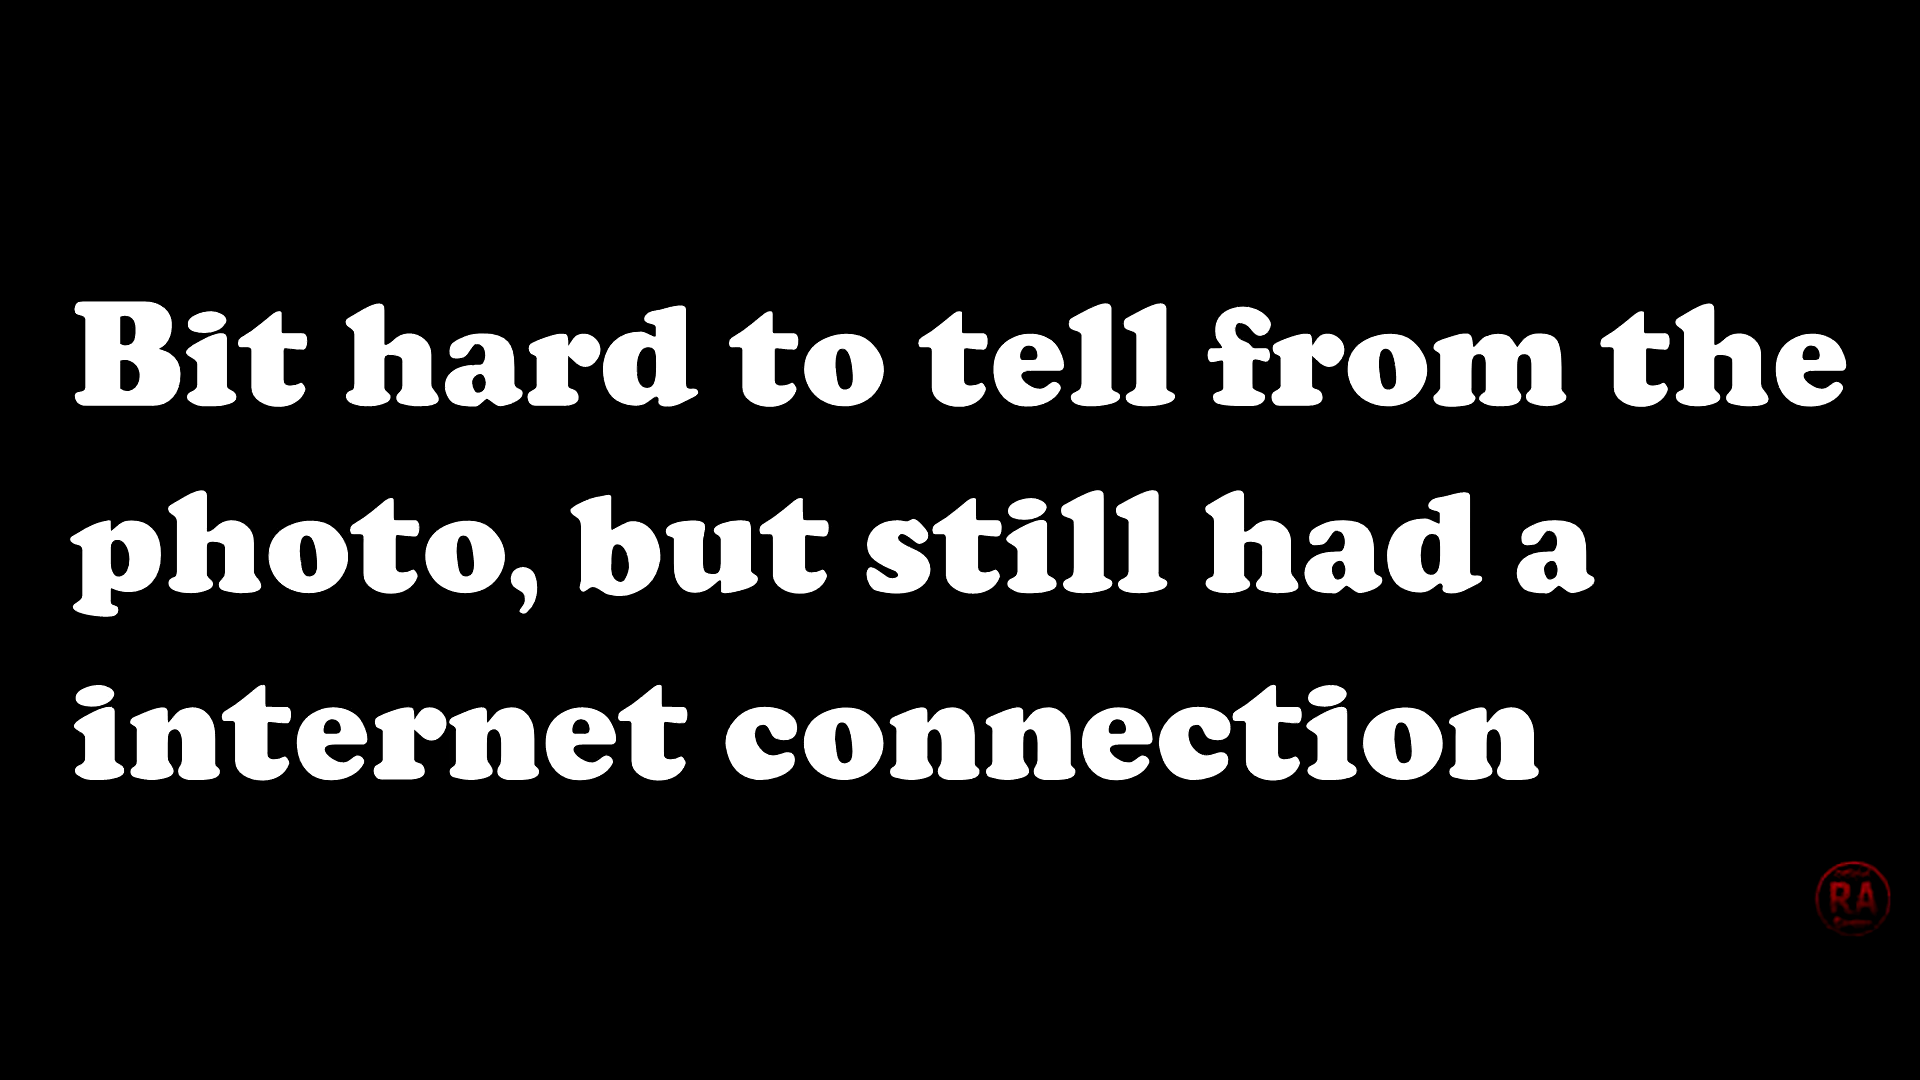 Bit hard to tell from the
photo, but still had a
internet connection
RA